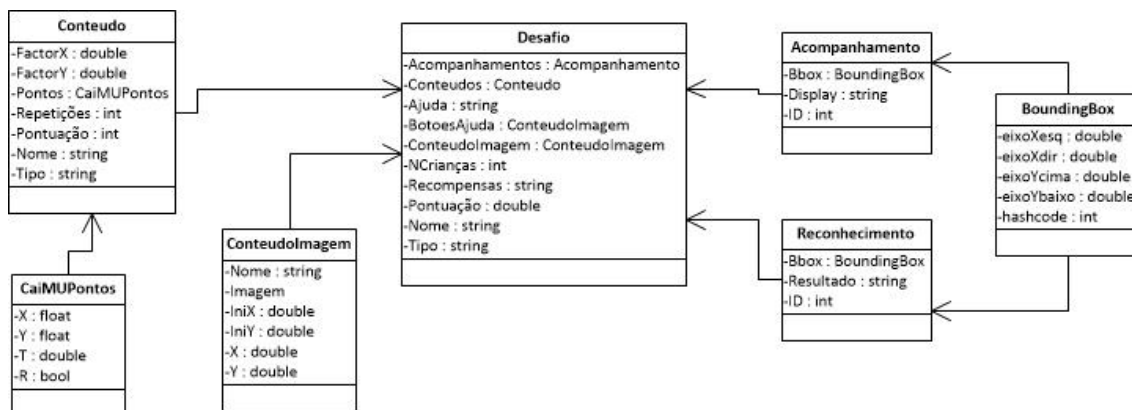 Conteudo
-FactorX : double
-FactorY : double
-Pontos : CaiMUPontos
-Repetições : int
-Pontuação : int
-Nome : string
-Tipo : string
CaiMUPontos
-X : float
-Y : float
-T : double
-R : bool
ConteudoImagem
-Nome : string
-Imagem
-IniX : double
-IniY : double
-X : double
-Y : double
Desafio
-Acompanhamentos : Acompanhamento
-Conteudos : Conteudo
-Ajuda : string
-BotoesAjuda : ConteudoImagem
-ConteudoImagem : ConteudoImagem
-NCrianças : int
-Recompensas : string
-Pontuação : double
-Nome : string
-Tipo : string
Acompanhamento
-Bbox : BoundingBox
-Display : string
-ID : int
Reconhecimento
-Bbox : BoundingBox
-Resultado : string
-ID : int
BoundingBox
-eixoXesq : double
-eixoXdir : double
-eixoYcima : double
-eixoYbaixo : double
-hashcode : int